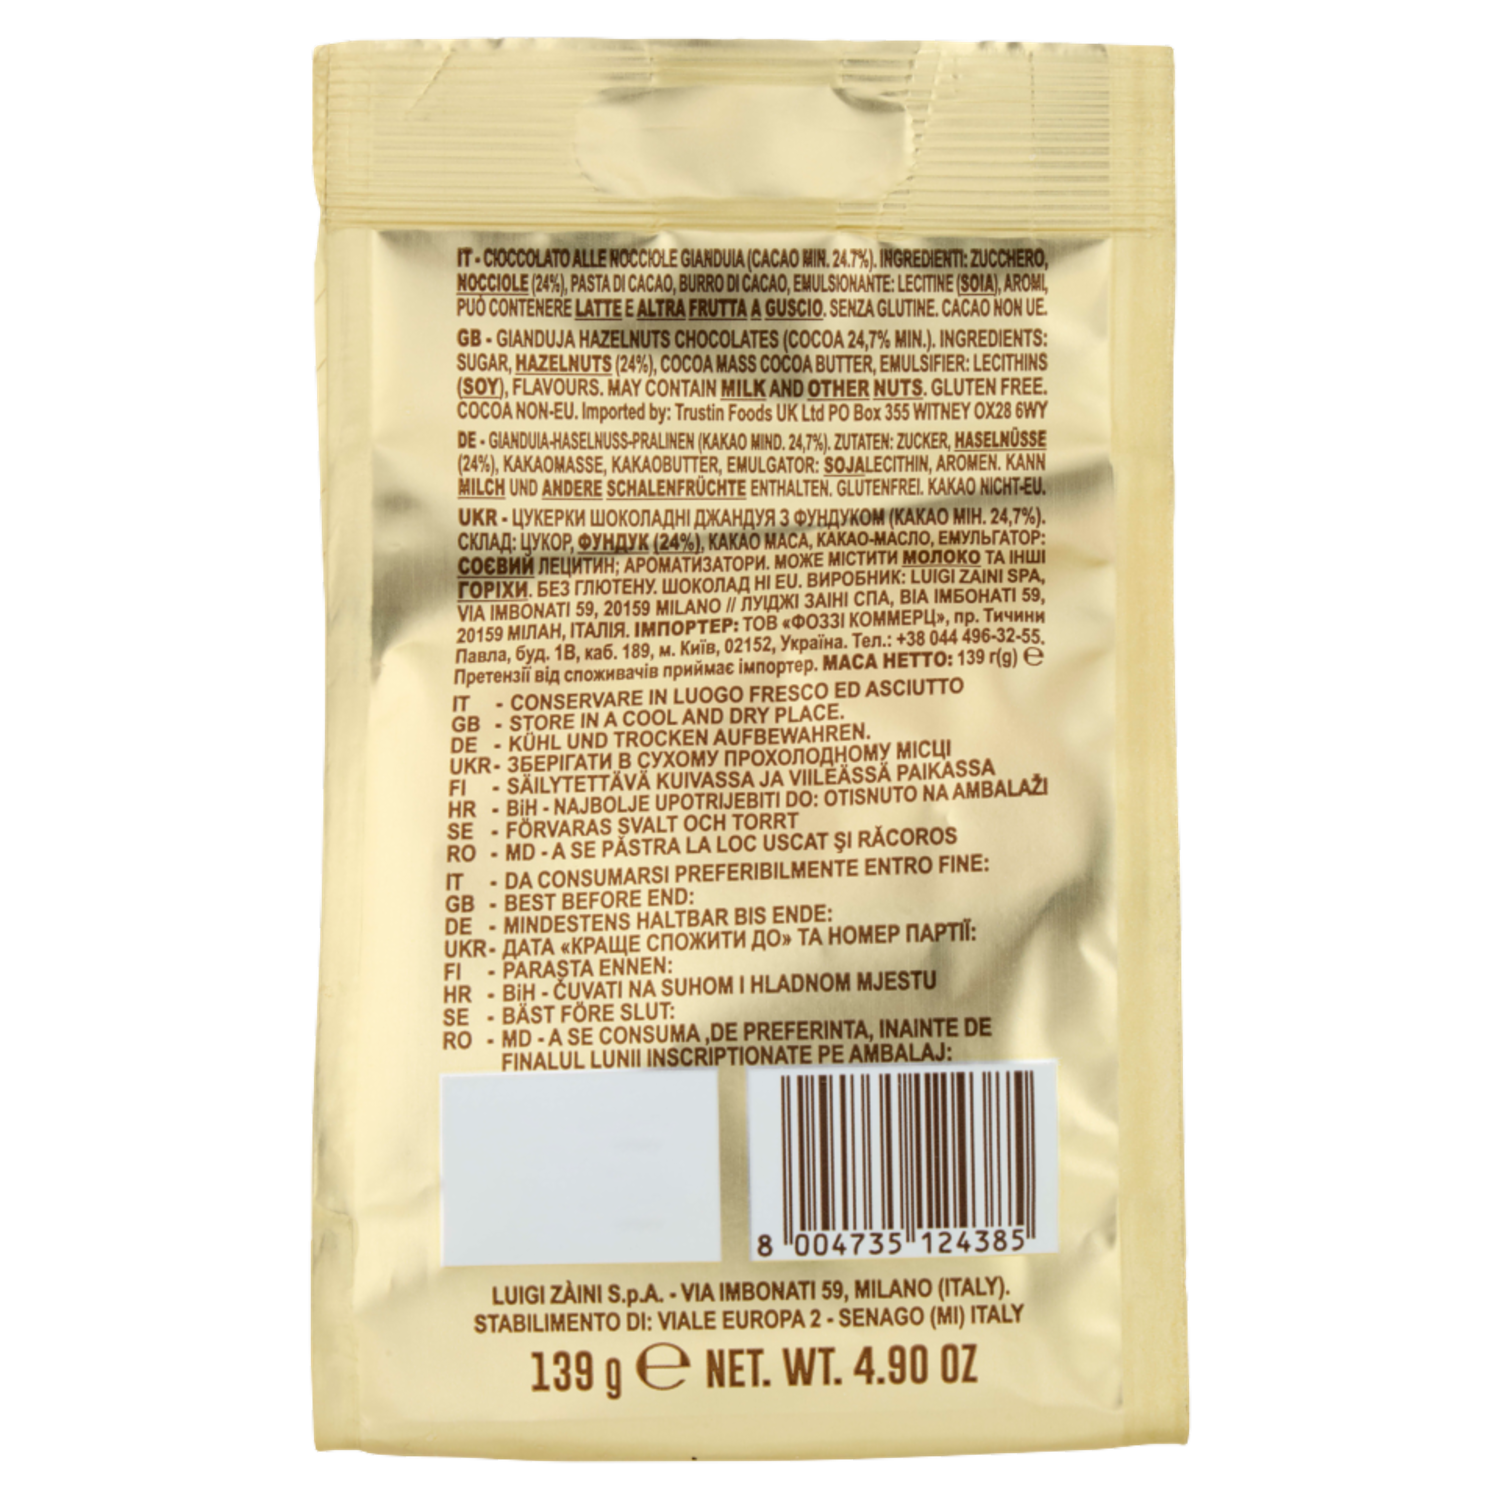 IT - CIOCCOLATO ALLE NOCCIOLE GIANDUIA (CACAO MIN. 24.7%). INGREDIENTI: ZUCCHERO,
NOCCIOLE (24%), PASTA DI CACAO, BURRO DI CACAO, EMULSIONANTE: LECITINE (SOIA), AROMI,
PUÒ CONTENERE LATTE E ALTRA FRUTTA A GUSCIO. SENZA GLUTINE. CACAO NON UE.
GB - GIANDUJA HAZELNUTS CHOCOLATES (COCOA 24,7% MIN.). INGREDIENTS:
SUGAR, HAZELNUTS (24%), COCOA MASS COCOA BUTTER, EMULSIFIER: LECITHINS
(SOY), FLAVOURS. MAY CONTAIN MILK AND OTHER NUTS. GLUTEN FREE.
COCOA NON-EU. Imported by: Trustin Foods UK Ltd PO Box 355 WITNEY OX28 6WY
DE - GIANDUIA-HASELNUSS-PRALINEN (KAKAO MIND. 24,7%). ZUTATEN: ZUCKER, HASELNÜSSE
(24%), KAKAOMASSE, KAKAOBUTTER, EMULGATOR: SOJALECITHIN, AROMEN. KANN
MILCH UND ANDERE SCHALENFRÜCHTE ENTHALTEN. GLUTENFREI. KAKAO NICHT-EU.
UKR - ЦУКЕРКИ ШОКОЛАДНІ ДЖАНДУЯ З ФУНДУКОМ (КАКАО МІН. 24,7%).
СКЛАД: ЦУКОР, ФУНДУК (24%), КАКАО МАСА, КАКАО-МАСЛО, ЕМУЛЬГАТОР:
СОЄВИЙ ЛЕЦИТИН; АРОМАТИЗАТОРИ. МОЖЕ МІСТИТИ МОЛОКО ТА ІНШІ
ГОРІХИ. БЕЗ ГЛЮТЕНУ. ШОКОЛАД НІ EU. ВИРОБНИК: LUIGI ZAINI SPA,
VIA IMBONATI 59, 20159 MILANO // ЛУЇДЖІ ЗАІНІ СПА, ВІА ІМБОНАТІ 59,
20159 МІЛАН, ІТАЛІЯ. ІМПОРТЕР: ТОВ «ФОЗЗІ КОММЕРЦ», пр. Тичини
Павла, буд. 1В, каб. 189, м. Київ, 02152, Україна. Тел.: +38 044 496-32-55.
Претензії від споживачів приймає імпортер. МАСА НЕТТО: 139 г(g) ℮
IT - CONSERVARE IN LUOGO FRESCO ED ASCIUTTO
GB - STORE IN A COOL AND DRY PLACE.
DE - KÜHL UND TROCKEN AUFBEWAHREN.
UKR- ЗБЕРІГАТИ В СУХОМУ ПРОХОЛОДНОМУ МІСЦІ
FI - SÄILYTETTÄVÄ KUIVASSA JA VIILEÄSSÄ PAIKASSA
HR - BiH - NAJBOLJE UPOTRIJEBITI DO: OTISNUTO NA AMBALAŽI
SE - FÖRVARAS SVALT OCH TORRT
RO - MD - A SE PĂSTRA LA LOC USCAT ŞI RĂCOROS
IT - DA CONSUMARSI PREFERIBILMENTE ENTRO FINE:
GB - BEST BEFORE END:
DE - MINDESTENS HALTBAR BIS ENDE:
UKR- ДАТА «КРАЩЕ СПОЖИТИ ДО» ТА НОМЕР ПАРТІЇ:
FI - PARASTA ENNEN:
HR - BiH - ČUVATI NA SUHOM I HLADNOM MJESTU
SE - BÄST FÖRE SLUT:
RO - MD - A SE CONSUMA ,DE PREFERINTA, INAINTE DE
FINALUL LUNII INSCRIPTIONATE PE AMBALAJ:
8 004735 124385
LUIGI ZÀINI S.p.A. - VIA IMBONATI 59, MILANO (ITALY).
STABILIMENTO DI: VIALE EUROPA 2 - SENAGO (MI) ITALY
139 g ℮ NET. WT. 4.90 OZ